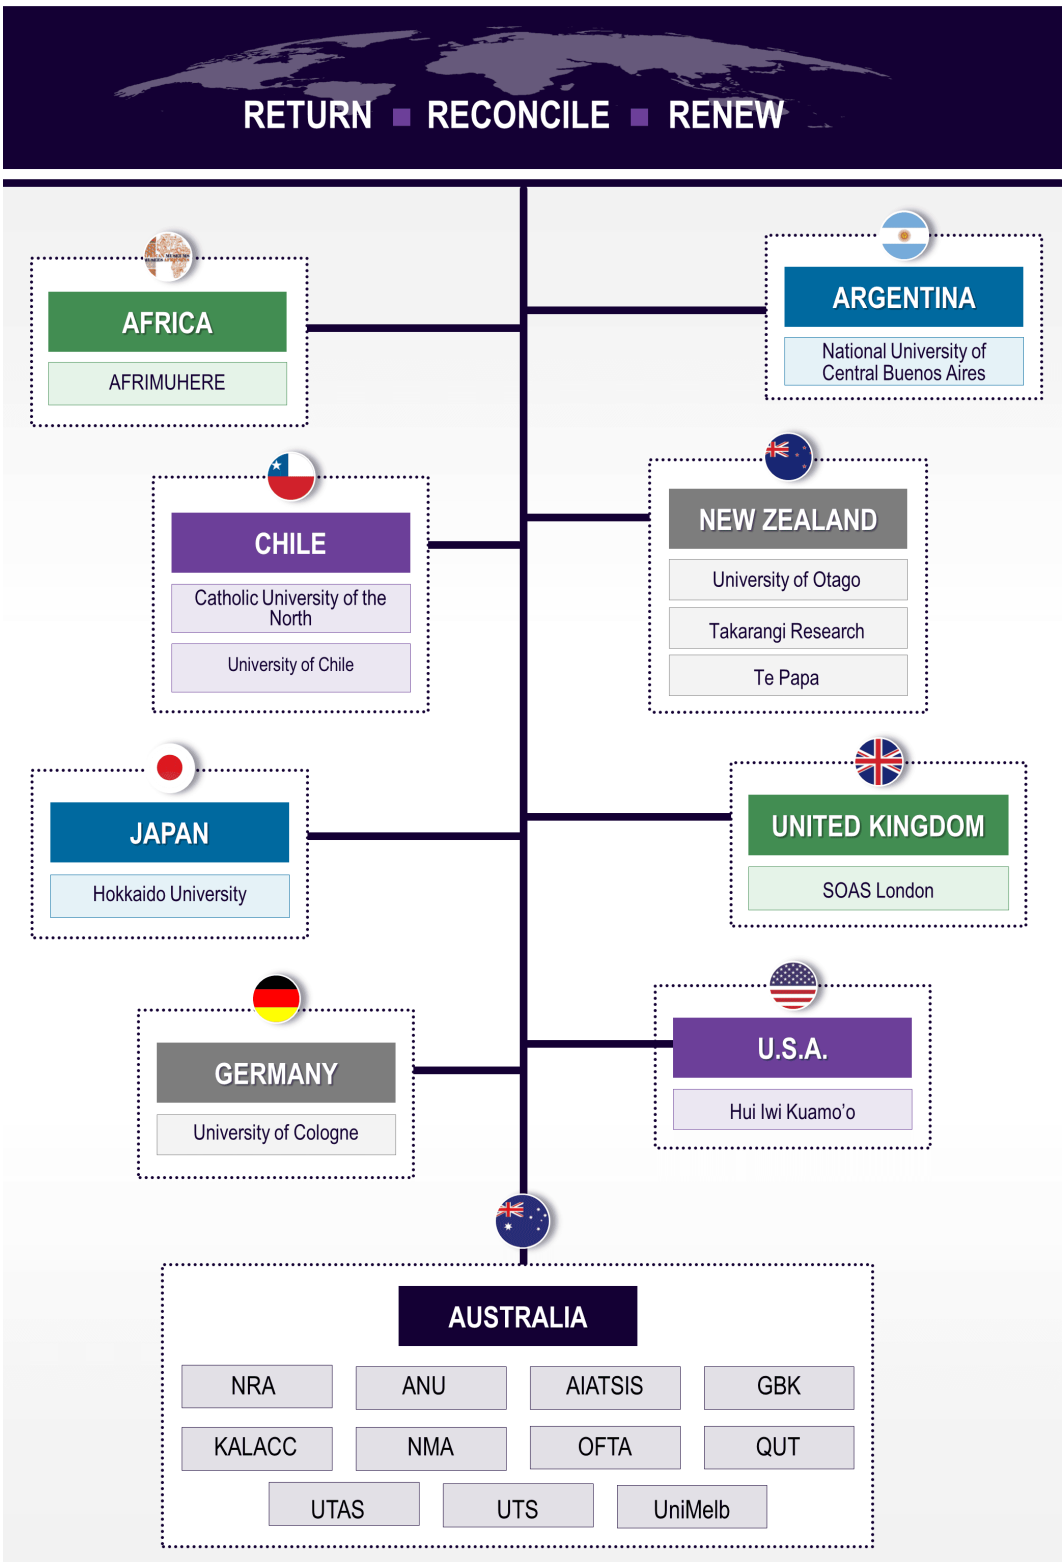 RETURN ■ RECONCILE ■ RENEW
AFRICA
AFRIMUHERE
ARGENTINA
National University of
Central Buenos Aires
CHILE
Catholic University of the
North
University of Chile
NEW ZEALAND
University of Otago
Takarangi Research
Te Papa
JAPAN
Hokkaido University
UNITED KINGDOM
SOAS London
GERMANY
University of Cologne
U.S.A.
Hui Iwi Kuamo’o
AUSTRALIA
NRA
ANU
AIATSIS
GBK
KALACC
NMA
OFTA
QUT
UTAS
UTS
UniMelb